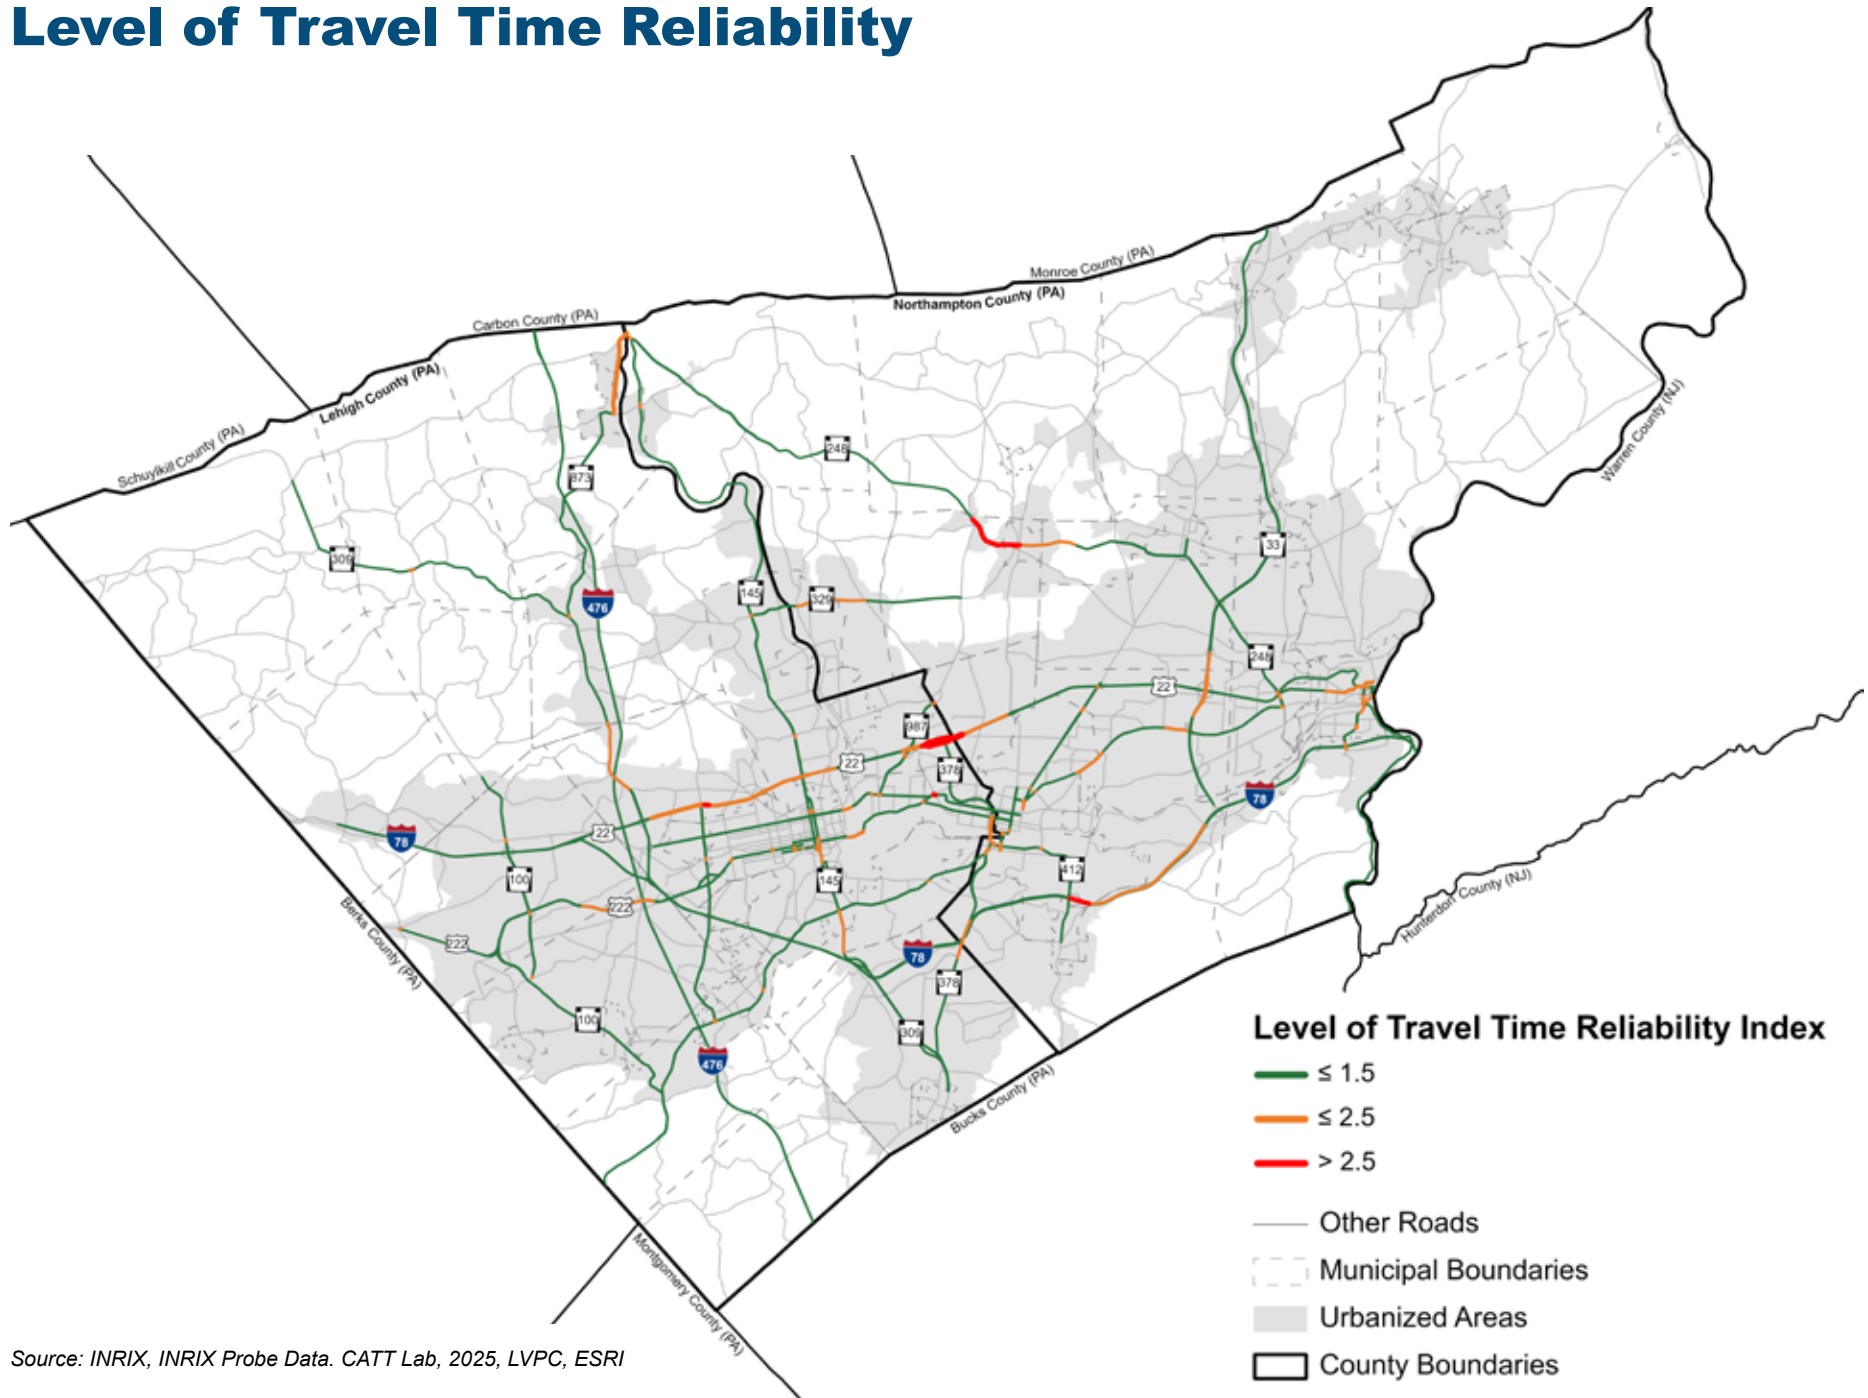 Level of Travel Time Reliability
Monroe County (PA)
Northampton County (PA)
Carbon County (PA)
Lehigh County (PA)
Schuylkill County (PA)
Warren County (NJ)
248
873
309
33
476
145
329
248
22
987
22
378
78
78
22
412
100
145
222
222
Berks County (PA)
Hunterdon County (NJ)
78
378
100
309
476
Bucks County (PA)
Montgomery County (PA)
Level of Travel Time Reliability Index
≤ 1.5
≤ 2.5
> 2.5
Other Roads
Municipal Boundaries
Urbanized Areas
County Boundaries
Source: INRIX, INRIX Probe Data. CATT Lab, 2025, LVPC, ESRI